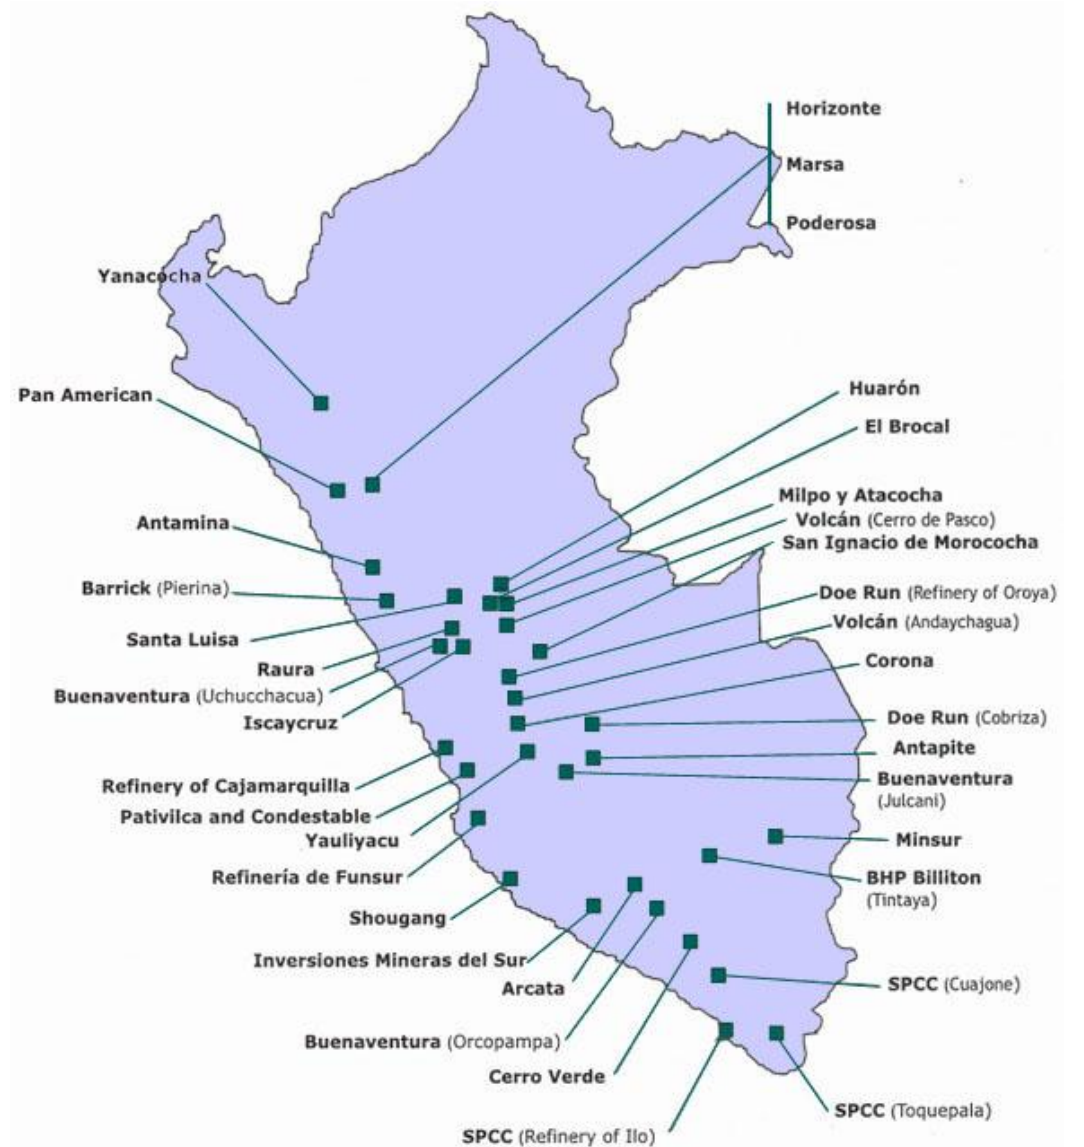 Horizonte
Marsa
Poderosa
Yanacocha
Pan American
Huarón
El Brocal
Milpo y Atacocha
Antamina
Volcán (Cerro de Pasco)
San Ignacio de Morococha
Barrick (Pierina)
Doe Run (Refinery of Oroya)
Volcán (Andaychagua)
Santa Luisa
Corona
Raura
Buenaventura (Uchucchacua)
Iscaycruz
Doe Run (Cobriza)
Antapite
Buenaventura
(Julcani)
Refinery of Cajamarquilla
Pativilca and Condestable
Yauliyacu
Minsur
Refinería de Funsur
BHP Billiton
(Tintaya)
Shougang
Inversiones Mineras del Sur
Arcata
SPCC (Cuajone)
Buenaventura (Orcopampa)
Cerro Verde
SPCC (Toquepala)
SPCC (Refinery of Ilo)